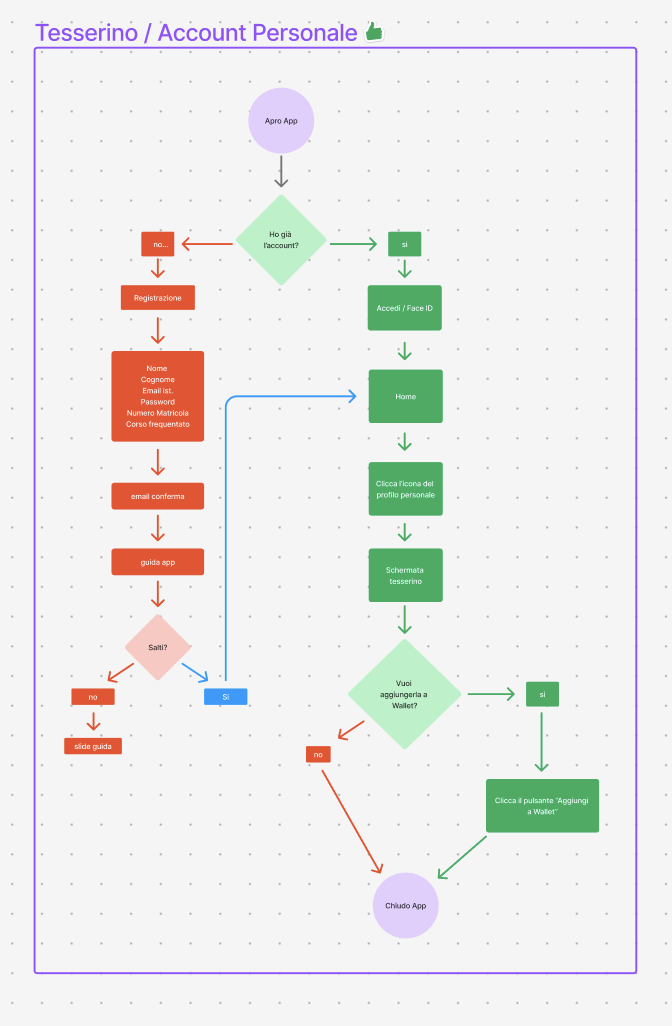 Tesserino / Account Personale
Apro App
Ho già
l'account?
no...
si
Registrazione
Accedi / Face ID
Nome
Cognome
Email ist.
Password
Numero Matricola
Corso frequentato
Home
email conferma
Clicca l'icona del
profilo personale
guida app
Schermata
tesserino
Salti?
no
Si
slide guida
Vuoi
aggiungerla a
Wallet?
si
no
Clicca il pulsante "Aggiungi
a Wallet"
Chiudo App